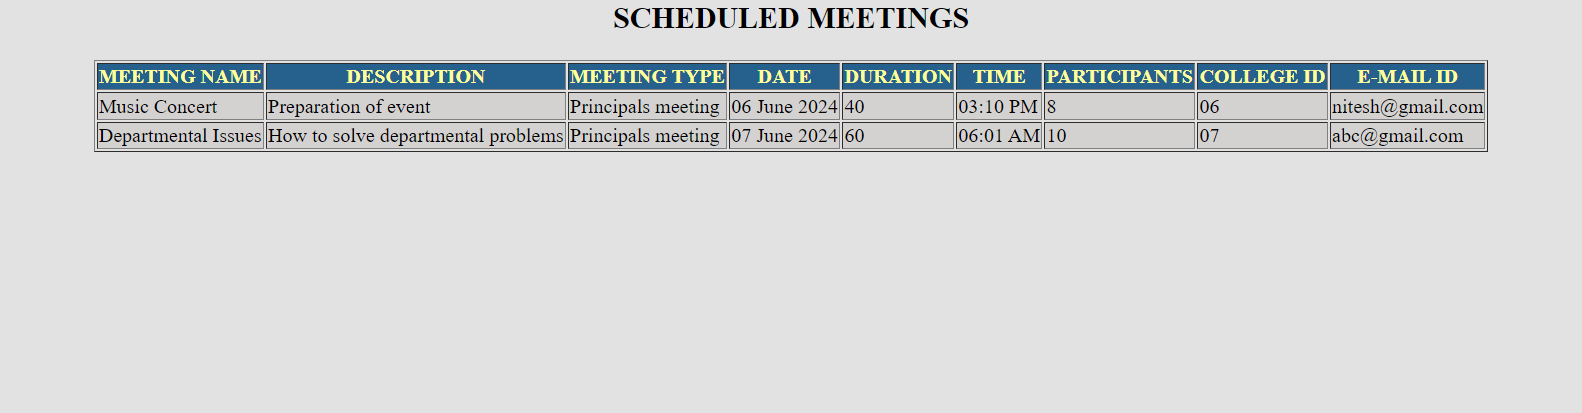 SCHEDULED MEETINGS
MEETING NAME DESCRIPTION MEETING TYPE DATE DURATION TIME PARTICIPANTS COLLEGE ID E-MAIL ID
Music Concert Preparation of event Principals meeting 06 June 2024 40 03:10 PM 8 06 nitesh@gmail.com
Departmental Issues How to solve departmental problems Principals meeting 07 June 2024 60 06:01 AM 10 07 abc@gmail.com